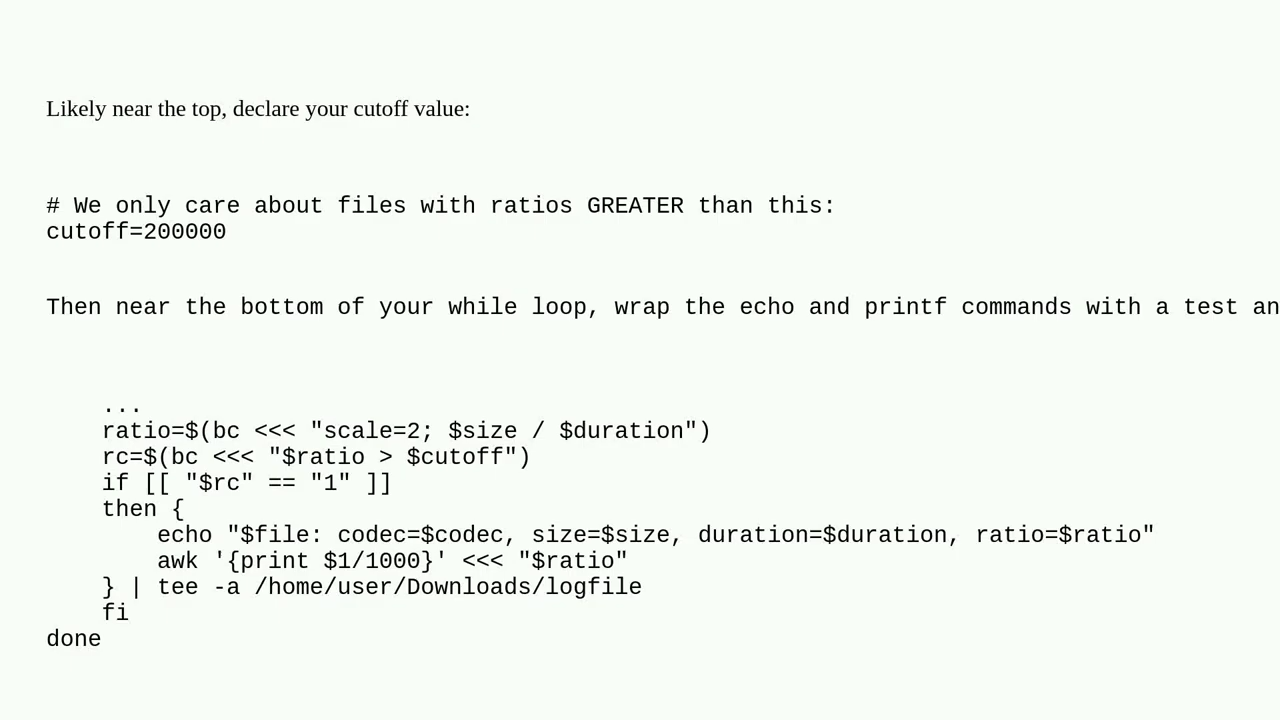 Likely near the top, declare your cutoff value:
# We only care about files with ratios GREATER than this:
cutoff=200000
Then near the bottom of your while loop, wrap the echo and printf commands with a test an
...
ratio=$(bc <<< "scale=2; $size / $duration")
rc=$(bc <<< "$ratio > $cutoff")
if [[ "$rc" == "1" ]]
then {
echo "$file: codec=$codec, size=$size, duration=$duration, ratio=$ratio"
awk '{print $1/1000}' <<< "$ratio"
} | tee -a /home/user/Downloads/logfile
fi
done